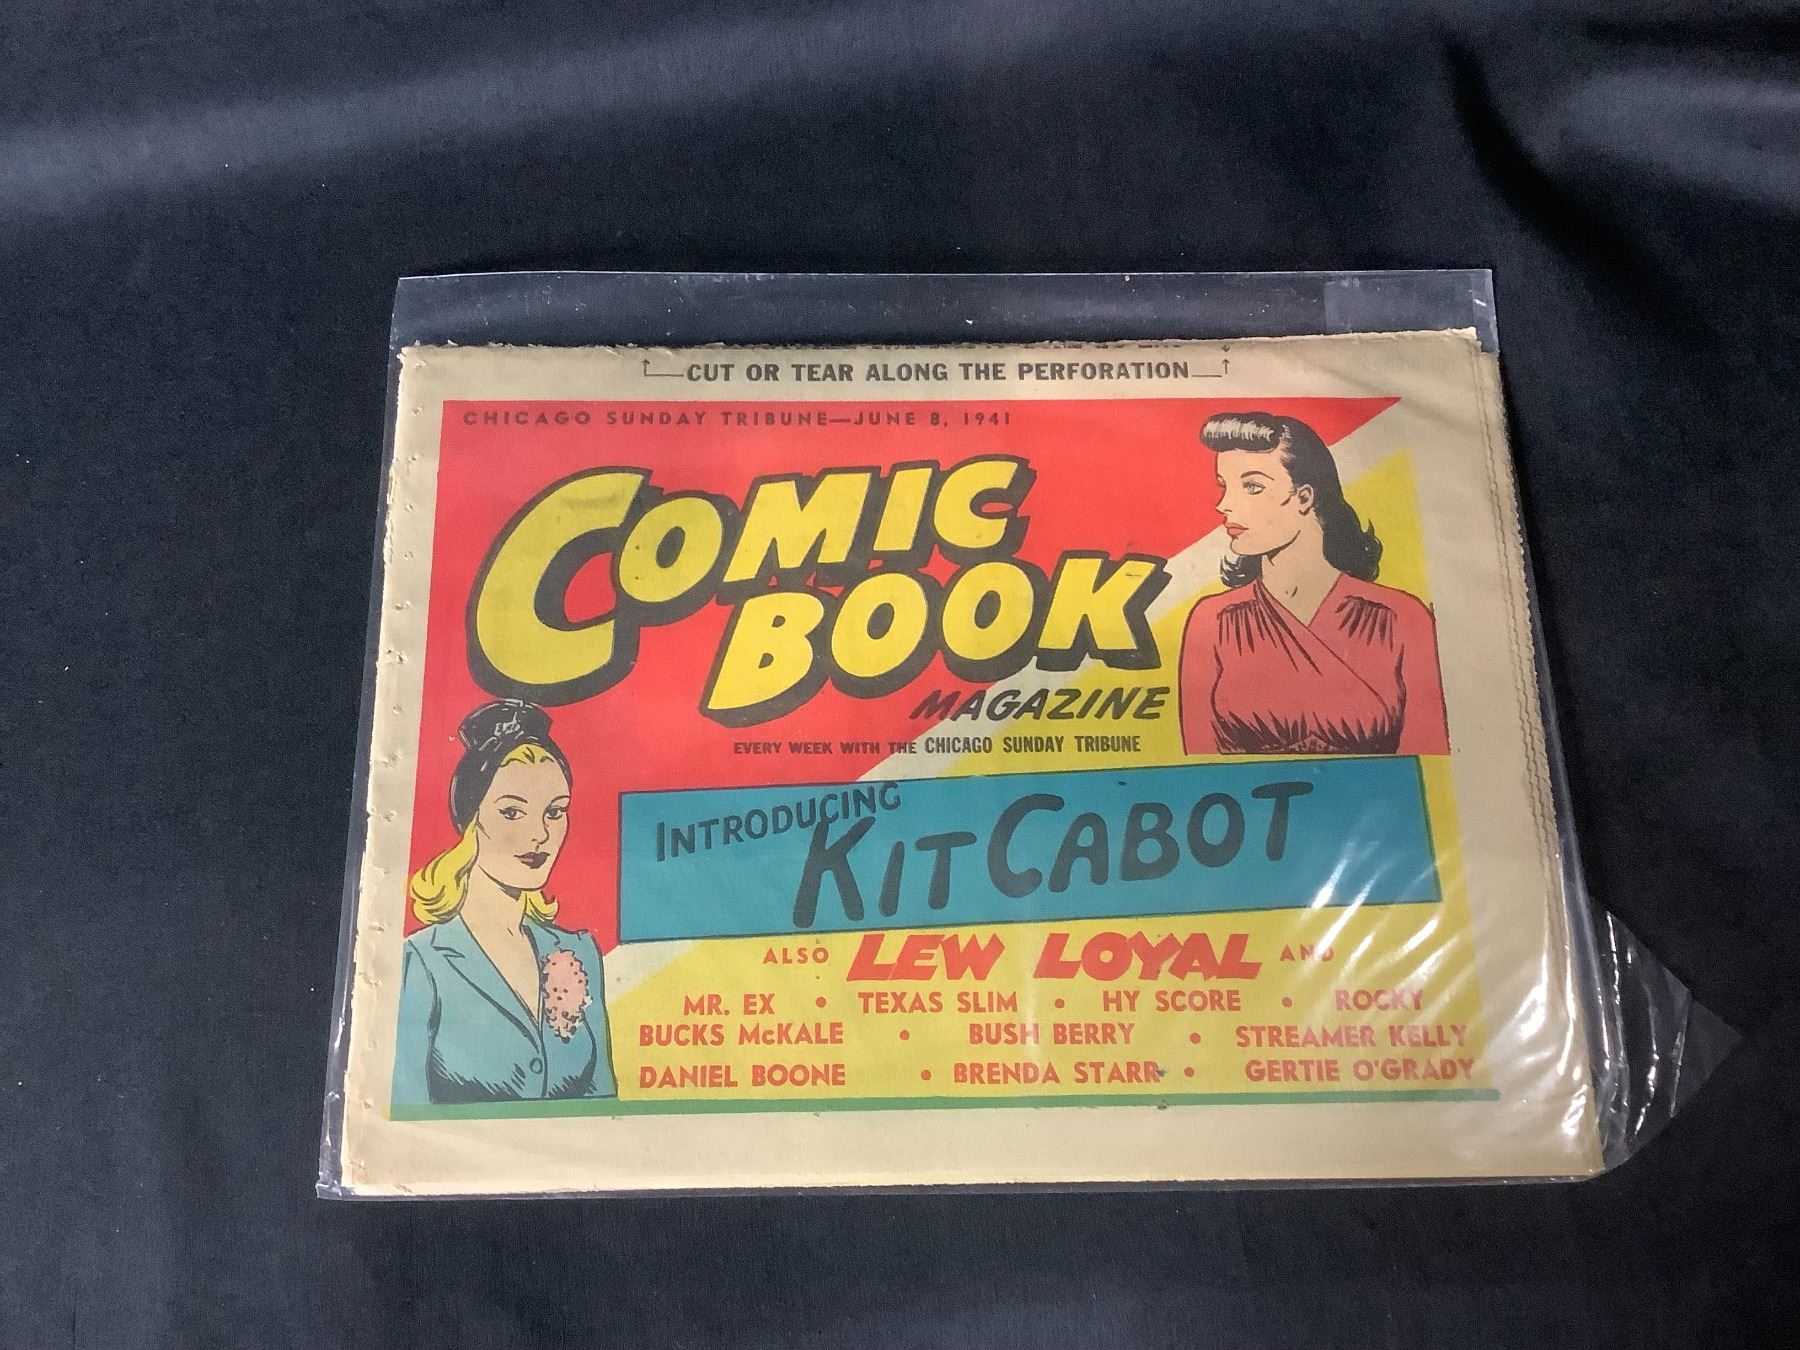 CUT OR TEAR ALONG THE PERFORATION
CHICAGO SUNDAY TRIBUNE—JUNE 8, 1941
COMIC
BOOK
MAGAZINE
EVERY WEEK WITH THE CHICAGO SUNDAY TRIBUNE
INTRODUCING
KIT CABOT
ALSO LEW LOYAL AND
MR. EX • TEXAS SLIM • HY SCORE • ROCKY
BUCKS McKALE • BUSH BERRY • STREAMER KELLY
DANIEL BOONE • BRENDA STARR • GERTIE O'GRADY